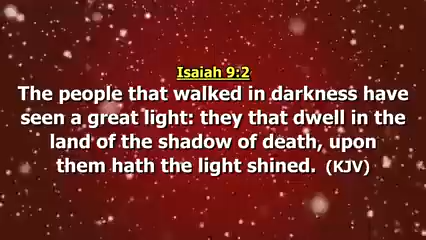 Isaiah 9:2
The people that walked in darkness have
seen a great light: they that dwell in the
land of the shadow of death, upon
them hath the light shined. (KJV)